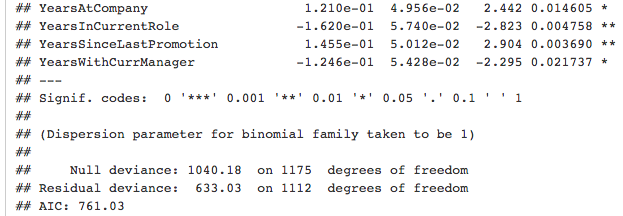 ## YearsAtCompany                    1.210e-01  4.956e-02   2.442 0.014605 *
## YearsInCurrentRole               -1.620e-01  5.740e-02  -2.823 0.004758 **
## YearsSinceLastPromotion           1.455e-01  5.012e-02   2.904 0.003690 **
## YearsWithCurrManager             -1.246e-01  5.428e-02  -2.295 0.021737 *
## ---
## Signif. codes:  0 '***' 0.001 '**' 0.01 '*' 0.05 '.' 0.1 ' ' 1
##
## (Dispersion parameter for binomial family taken to be 1)
##
##     Null deviance: 1040.18  on 1175  degrees of freedom
## Residual deviance:  633.03  on 1112  degrees of freedom
## AIC: 761.03